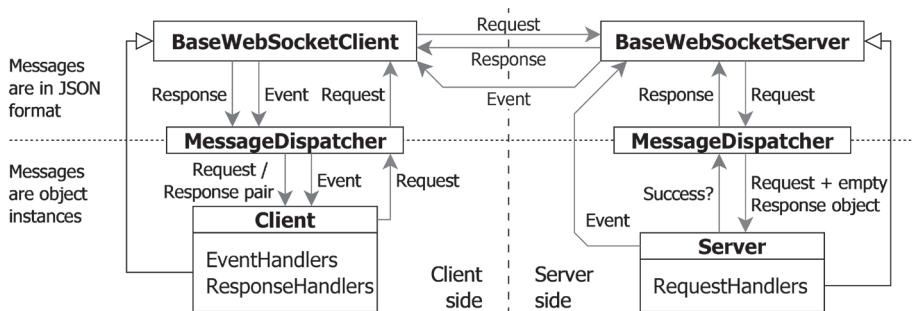 Request
BaseWebSocketClient
BaseWebSocketServer
Response
Messages
are in JSON
format
Response
Event
Request
Event
Response
Request
MessageDispatcher
MessageDispatcher
Messages
are object
instances
Request /
Response pair
Event
Request
Success?
Request + empty
Response object
Client
Event
Server
EventHandlers
ResponseHandlers
Client
side
Server
side
RequestHandlers